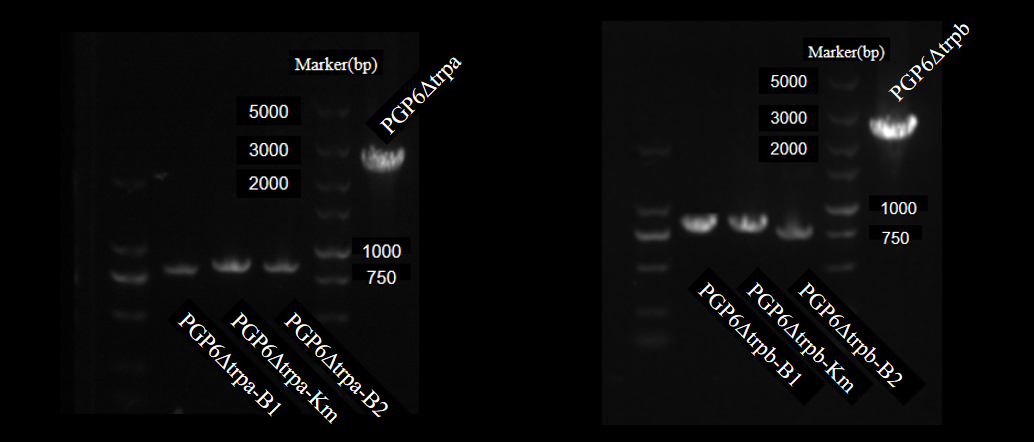 Marker(bp)
PGP6Δtrpa
5000
3000
2000
1000
750
PGP6Δtrpa-B1
PGP6Δtrpa-Km
PGP6Δtrpa-B2
Marker(bp)
PGP6Δtrpb
5000
3000
2000
1000
750
PGP6Δtrpb-B1
PGP6Δtrpb-Km
PGP6Δtrpb-B2